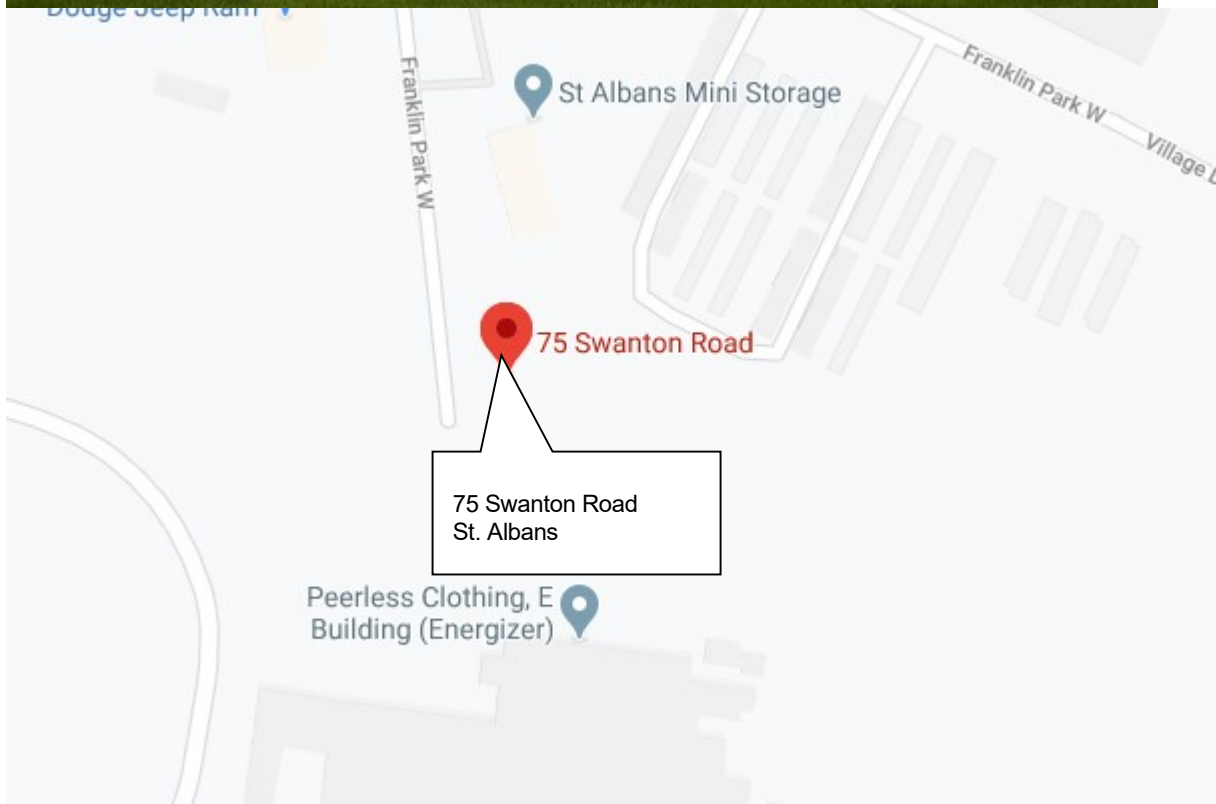 Dodge Jeep Ram
Franklin Park W
St Albans Mini Storage
Franklin Park W
Village
75 Swanton Road
75 Swanton Road
St. Albans
Peerless Clothing, E
Building (Energizer)